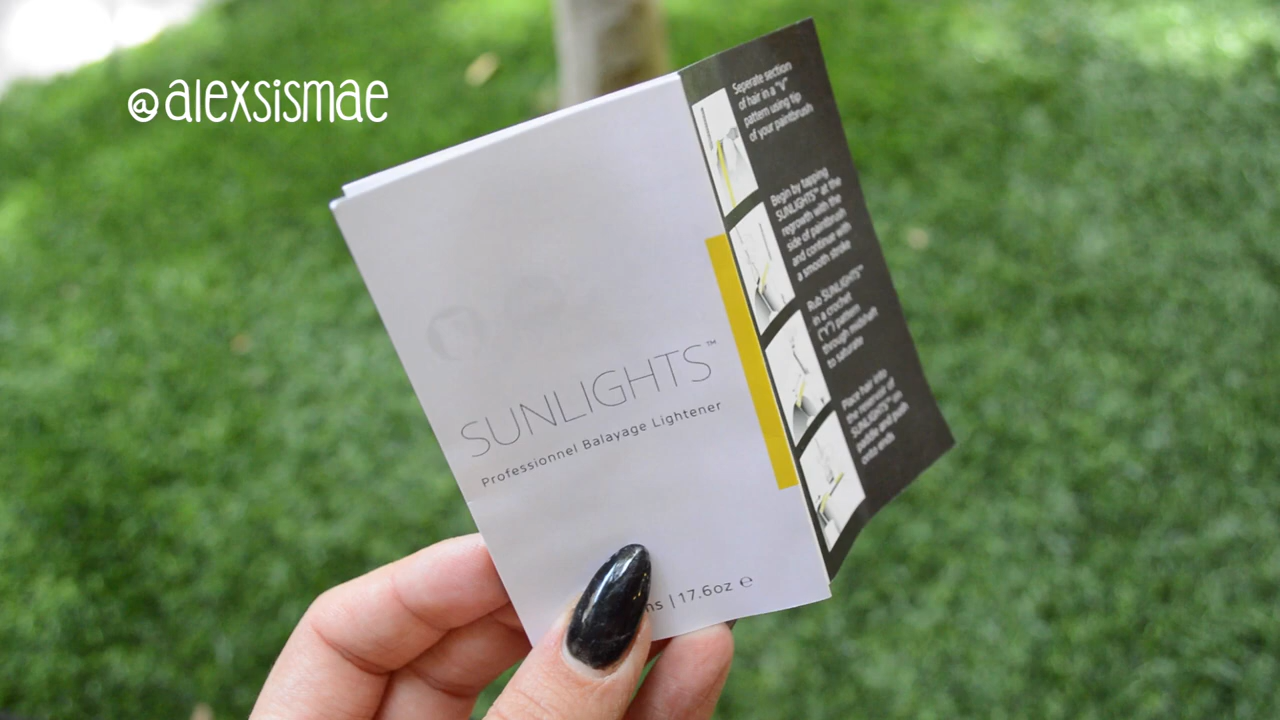 @alexsismae
SUNLIGHTS™
Professionnel Balayage Lightener
ns | 17.6oz ℮
Seperate section
of hair in a "V"
pattern using tip
of your paintbrush
Begin by tapping
SUNLIGHTS™ at the
regrowth with the
side of paintbrush
and continue with
a smooth stroke
Rub SUNLIGHTS™
in a crochet
("Y") pattern
through midshaft
to saturate
Place hair into
the reservoir of
SUNLIGHTS™ on
paddle and push
onto ends